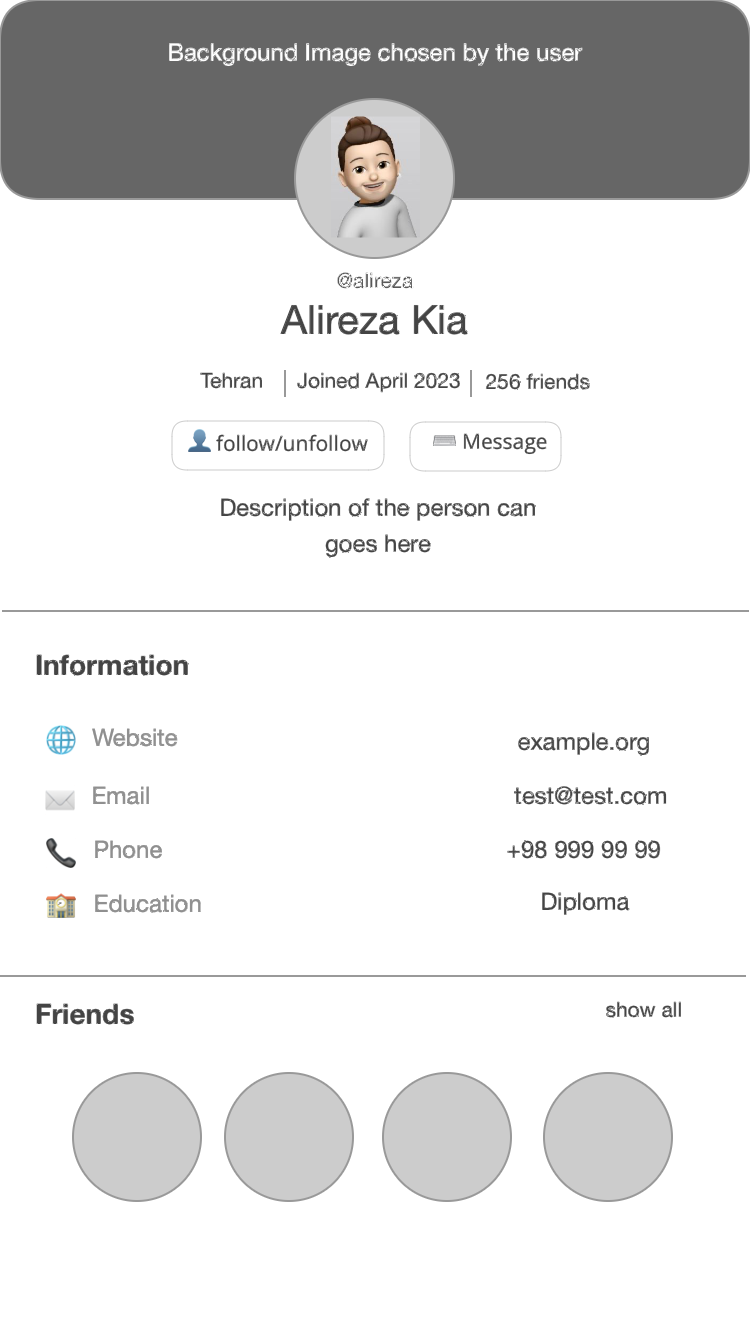 Background Image chosen by the user
@alireza
Alireza Kia
Tehran | Joined April 2023 | 256 friends
follow/unfollow Message
Description of the person can
goes here
Information
Website example.org
Email test@test.com
Phone +98 999 99 99
Education Diploma
Friends show all